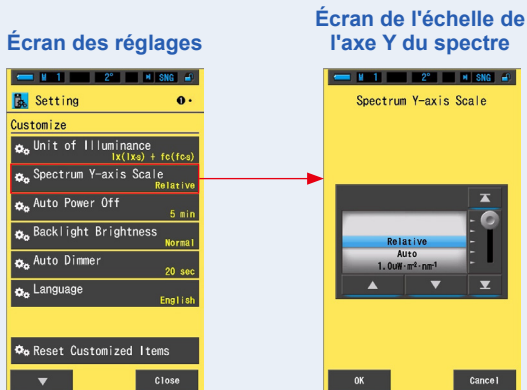 Écran des réglages
M 1 2° SNG
Setting
Customize
Unit of Illuminance
lx(lxs) + fc(fcs)
Spectrum Y-axis Scale
Relative
Auto Power Off
5 min
Backlight Brightness
Normal
Auto Dimmer
20 sec
Language
English
Reset Customized Items
Close
Écran de l'échelle de
l'axe Y du spectre
M 1 2° SNG
Spectrum Y-axis Scale
Relative
Auto
1.0uW·m⁻²·nm⁻¹
OK Cancel